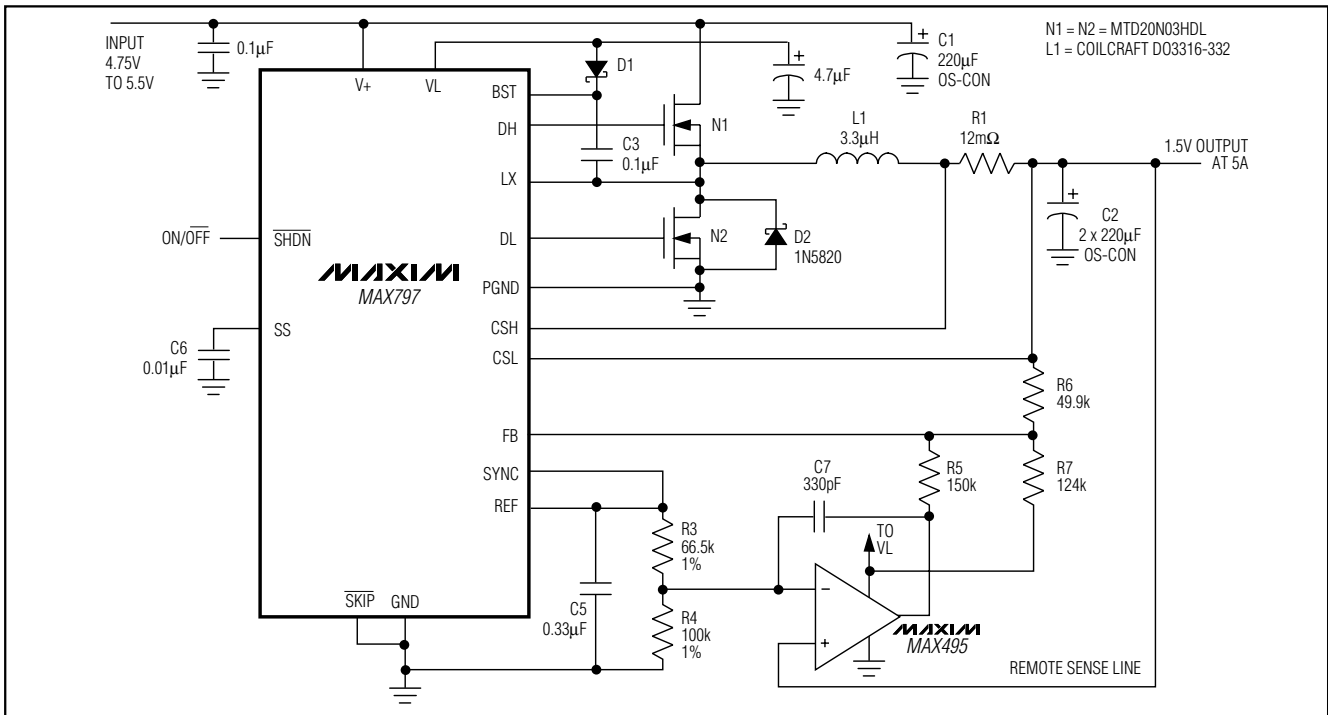 INPUT
4.75V
TO 5.5V
0.1µF
V+
VL
D1
4.7µF
+
C1
220µF
OS-CON
+
N1 = N2 = MTD20N03HDL
L1 = COILCRAFT DO3316-332
BST
DH
N1
C3
0.1µF
LX
L1
3.3µH
R1
12mΩ
1.5V OUTPUT
AT 5A
+
C2
2 x 220µF
OS-CON
ON/OFF
SHDN
DL
N2
D2
1N5820
MAXIM
MAX797
PGND
SS
CSH
CSL
C6
0.01µF
R6
49.9k
FB
SYNC
REF
C7
330pF
R5
150k
R7
124k
R3
66.5k
1%
TO
VL
SKIP
GND
C5
0.33µF
R4
100k
1%
−
+
MAXIM
MAX495
REMOTE SENSE LINE